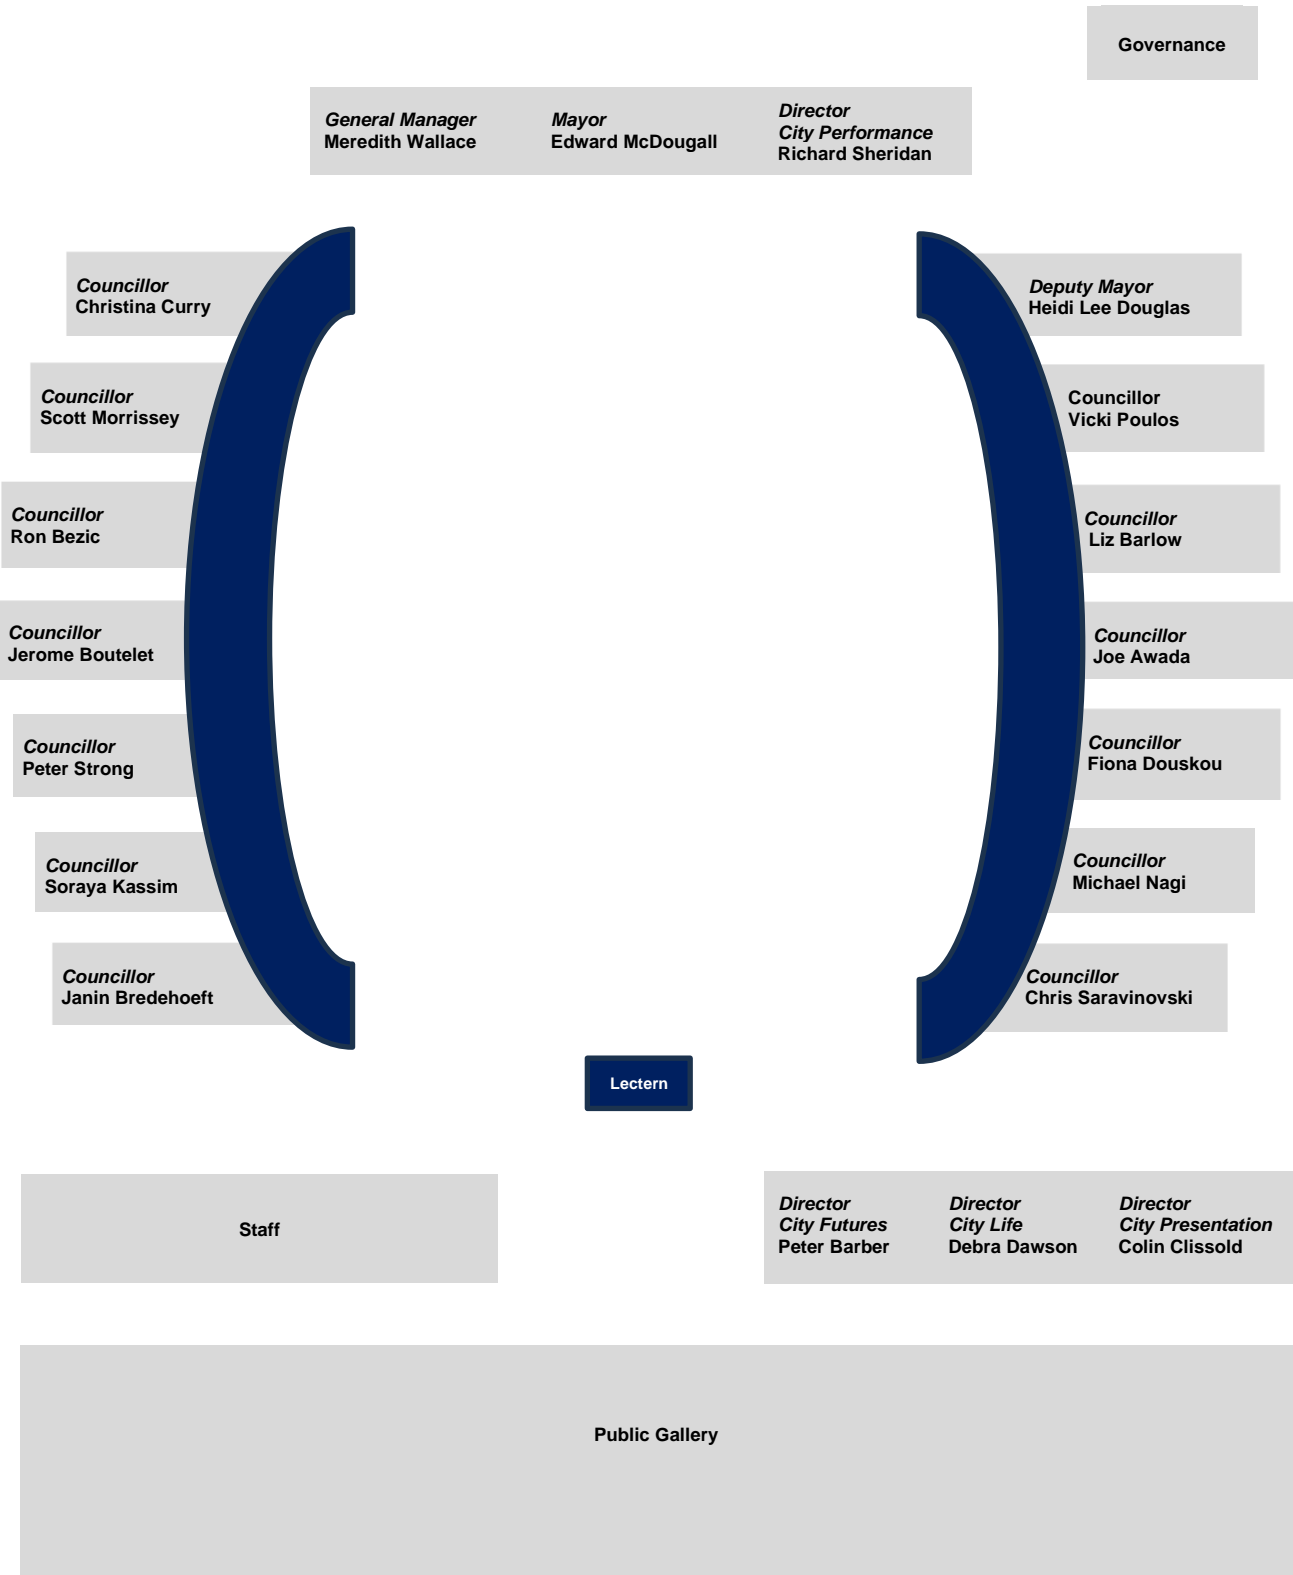 Governance
General Manager
Meredith Wallace
Mayor
Edward McDougall
Director
City Performance
Richard Sheridan
Councillor
Christina Curry
Deputy Mayor
Heidi Lee Douglas
Councillor
Scott Morrissey
Councillor
Vicki Poulos
Councillor
Ron Bezic
Councillor
Liz Barlow
Councillor
Jerome Boutelet
Councillor
Joe Awada
Councillor
Peter Strong
Councillor
Fiona Douskou
Councillor
Soraya Kassim
Councillor
Michael Nagi
Councillor
Janin Bredehoeft
Councillor
Chris Saravinovski
Lectern
Staff
Director
City Futures
Peter Barber
Director
City Life
Debra Dawson
Director
City Presentation
Colin Clissold
Public Gallery